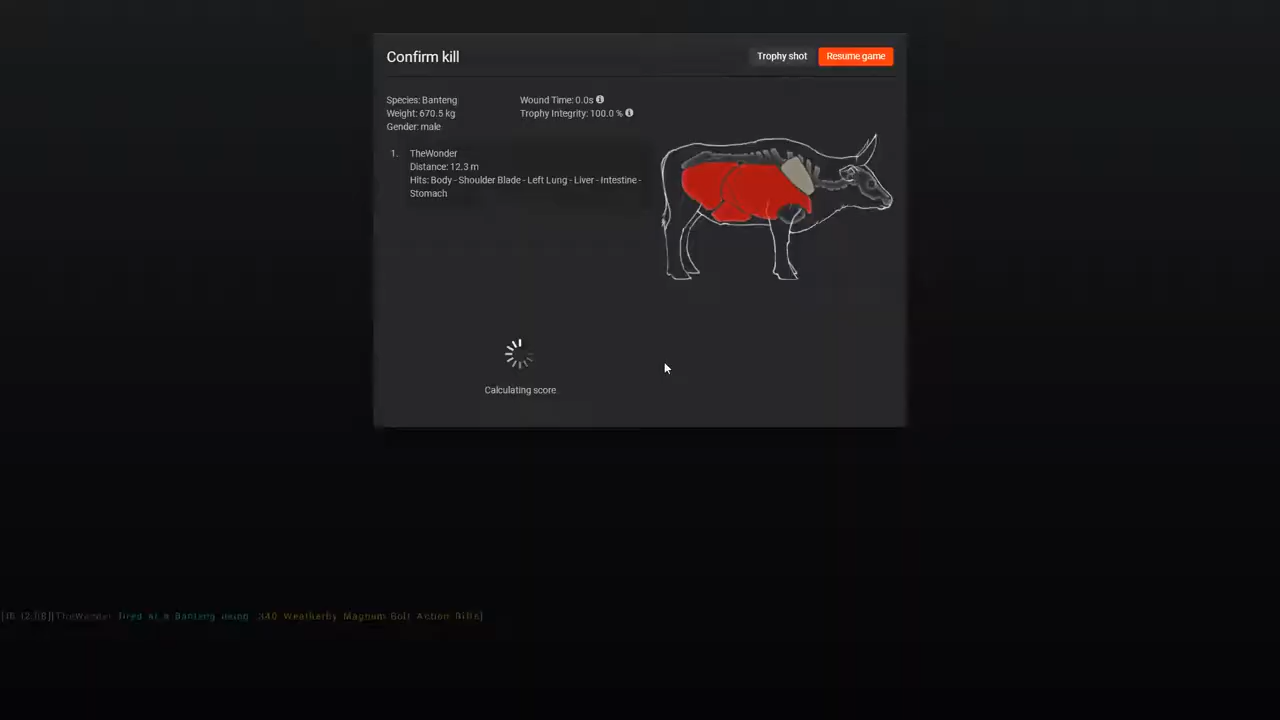 Confirm kill
Trophy shot
Resume game
Species: Banteng
Wound Time: 0.0s
Weight: 670.5 kg
Trophy Integrity: 100.0 %
Gender: male
1. TheWonder
Distance: 12.3 m
Hits: Body - Shoulder Blade - Left Lung - Liver - Intestine -
Stomach
Calculating score
TheWonder fired at a Banteng using .340 Weatherby Magnum Bolt Action Rifle]